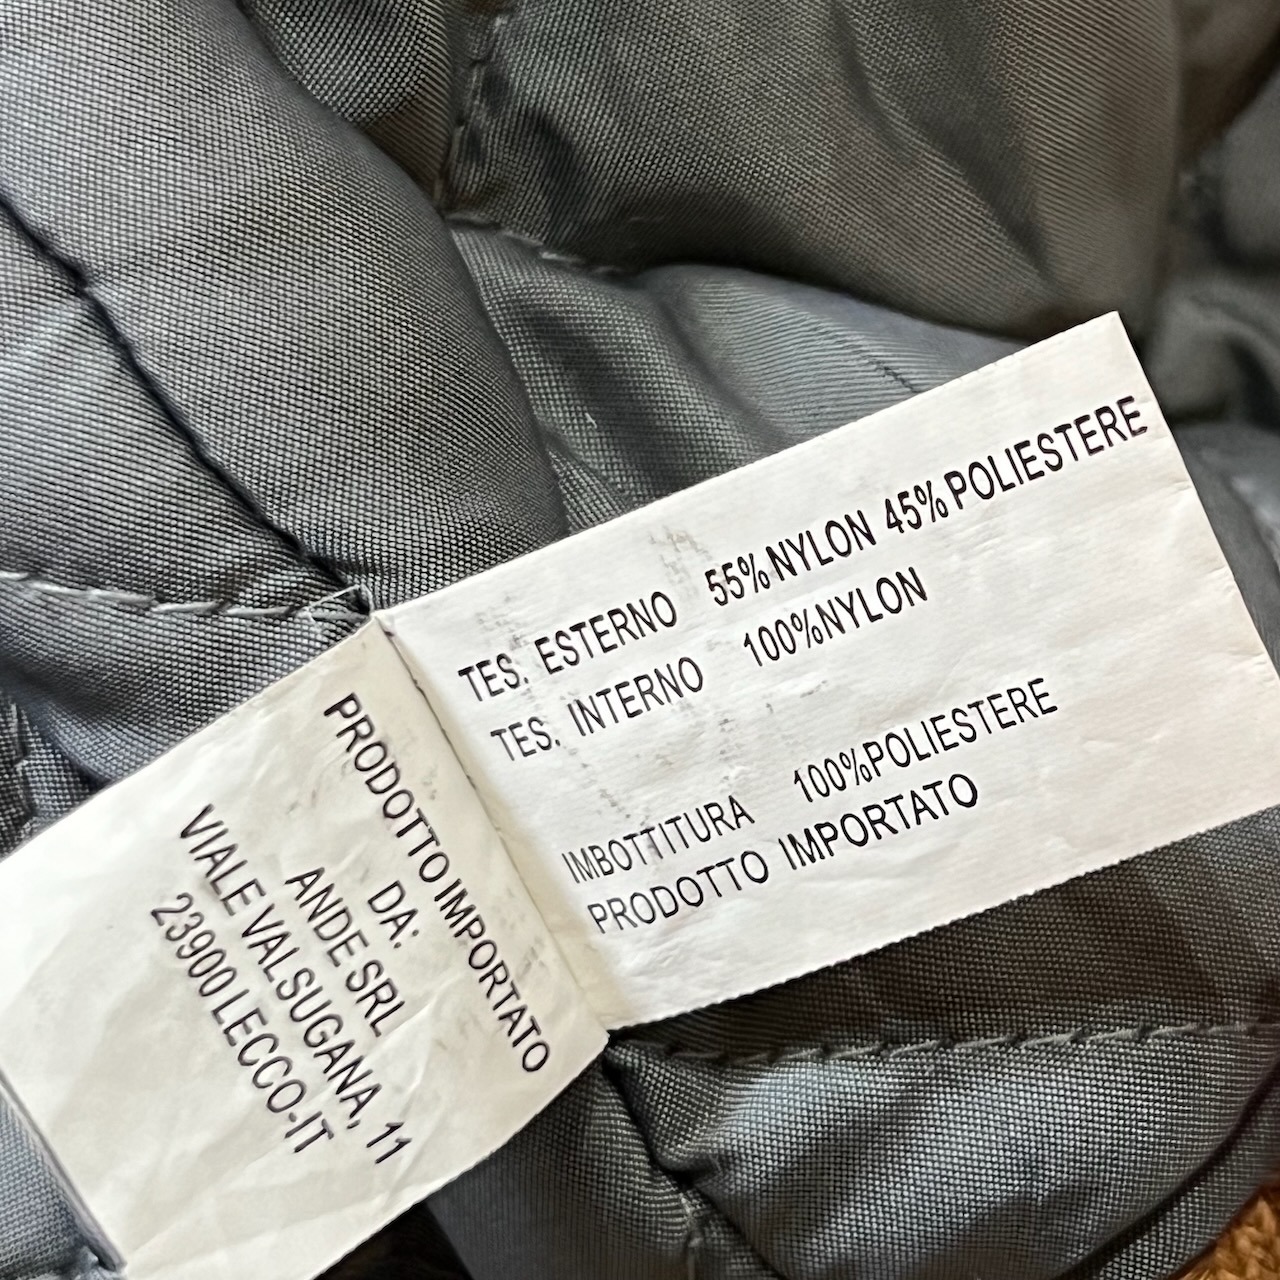 TES. ESTERNO 55%NYLON 45%POLIESTERE
TES. INTERNO 100%NYLON
IMBOTTITURA 100%POLIESTERE
PRODOTTO IMPORTATO
PRODOTTO IMPORTATO
DA:
ANDE SRL
VIALE VALSUGANA, 11
23900 LECCO-IT